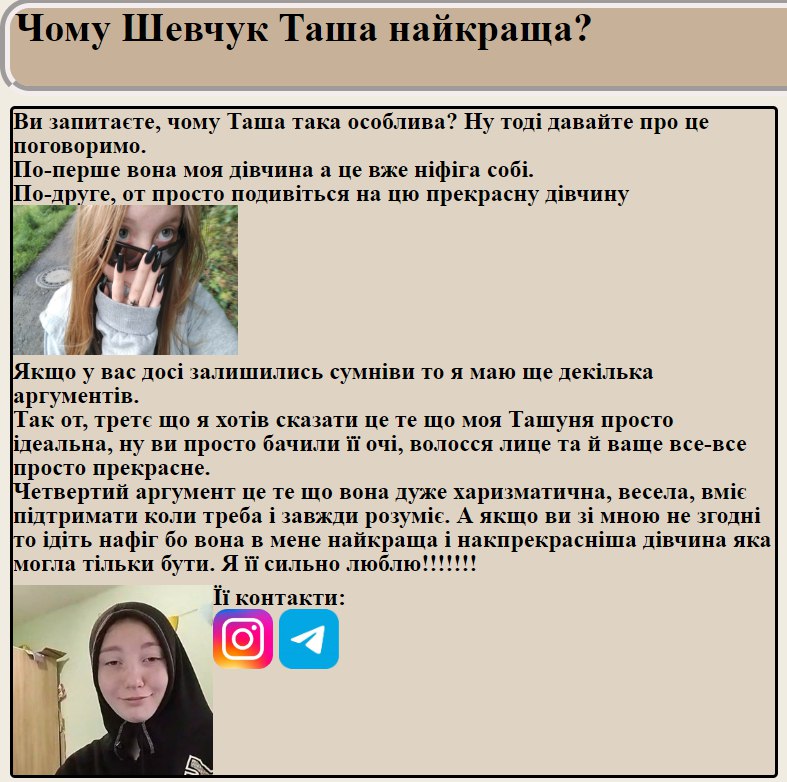 Чому Шевчук Таша найкраща?
Ви запитаєте, чому Таша така особлива? Ну тоді давайте про це
поговоримо.
По-перше вона моя дівчина а це вже ніфіга собі.
По-друге, от просто подивіться на цю прекрасну дівчину
Якщо у вас досі залишились сумніви то я маю ще декілька
аргументів.
Так от, третє що я хотів сказати це те що моя Ташуня просто
ідеальна, ну ви просто бачили її очі, волосся лице та й ваще все-все
просто прекрасне.
Четвертий аргумент це те що вона дуже харизматична, весела, вміє
підтримати коли треба і завжди розуміє. А якщо ви зі мною не згодні
то ідіть нафіг бо вона в мене найкраща і накпрекрасніша дівчина яка
могла тільки бути. Я її сильно люблю!!!!!!!
Її контакти: